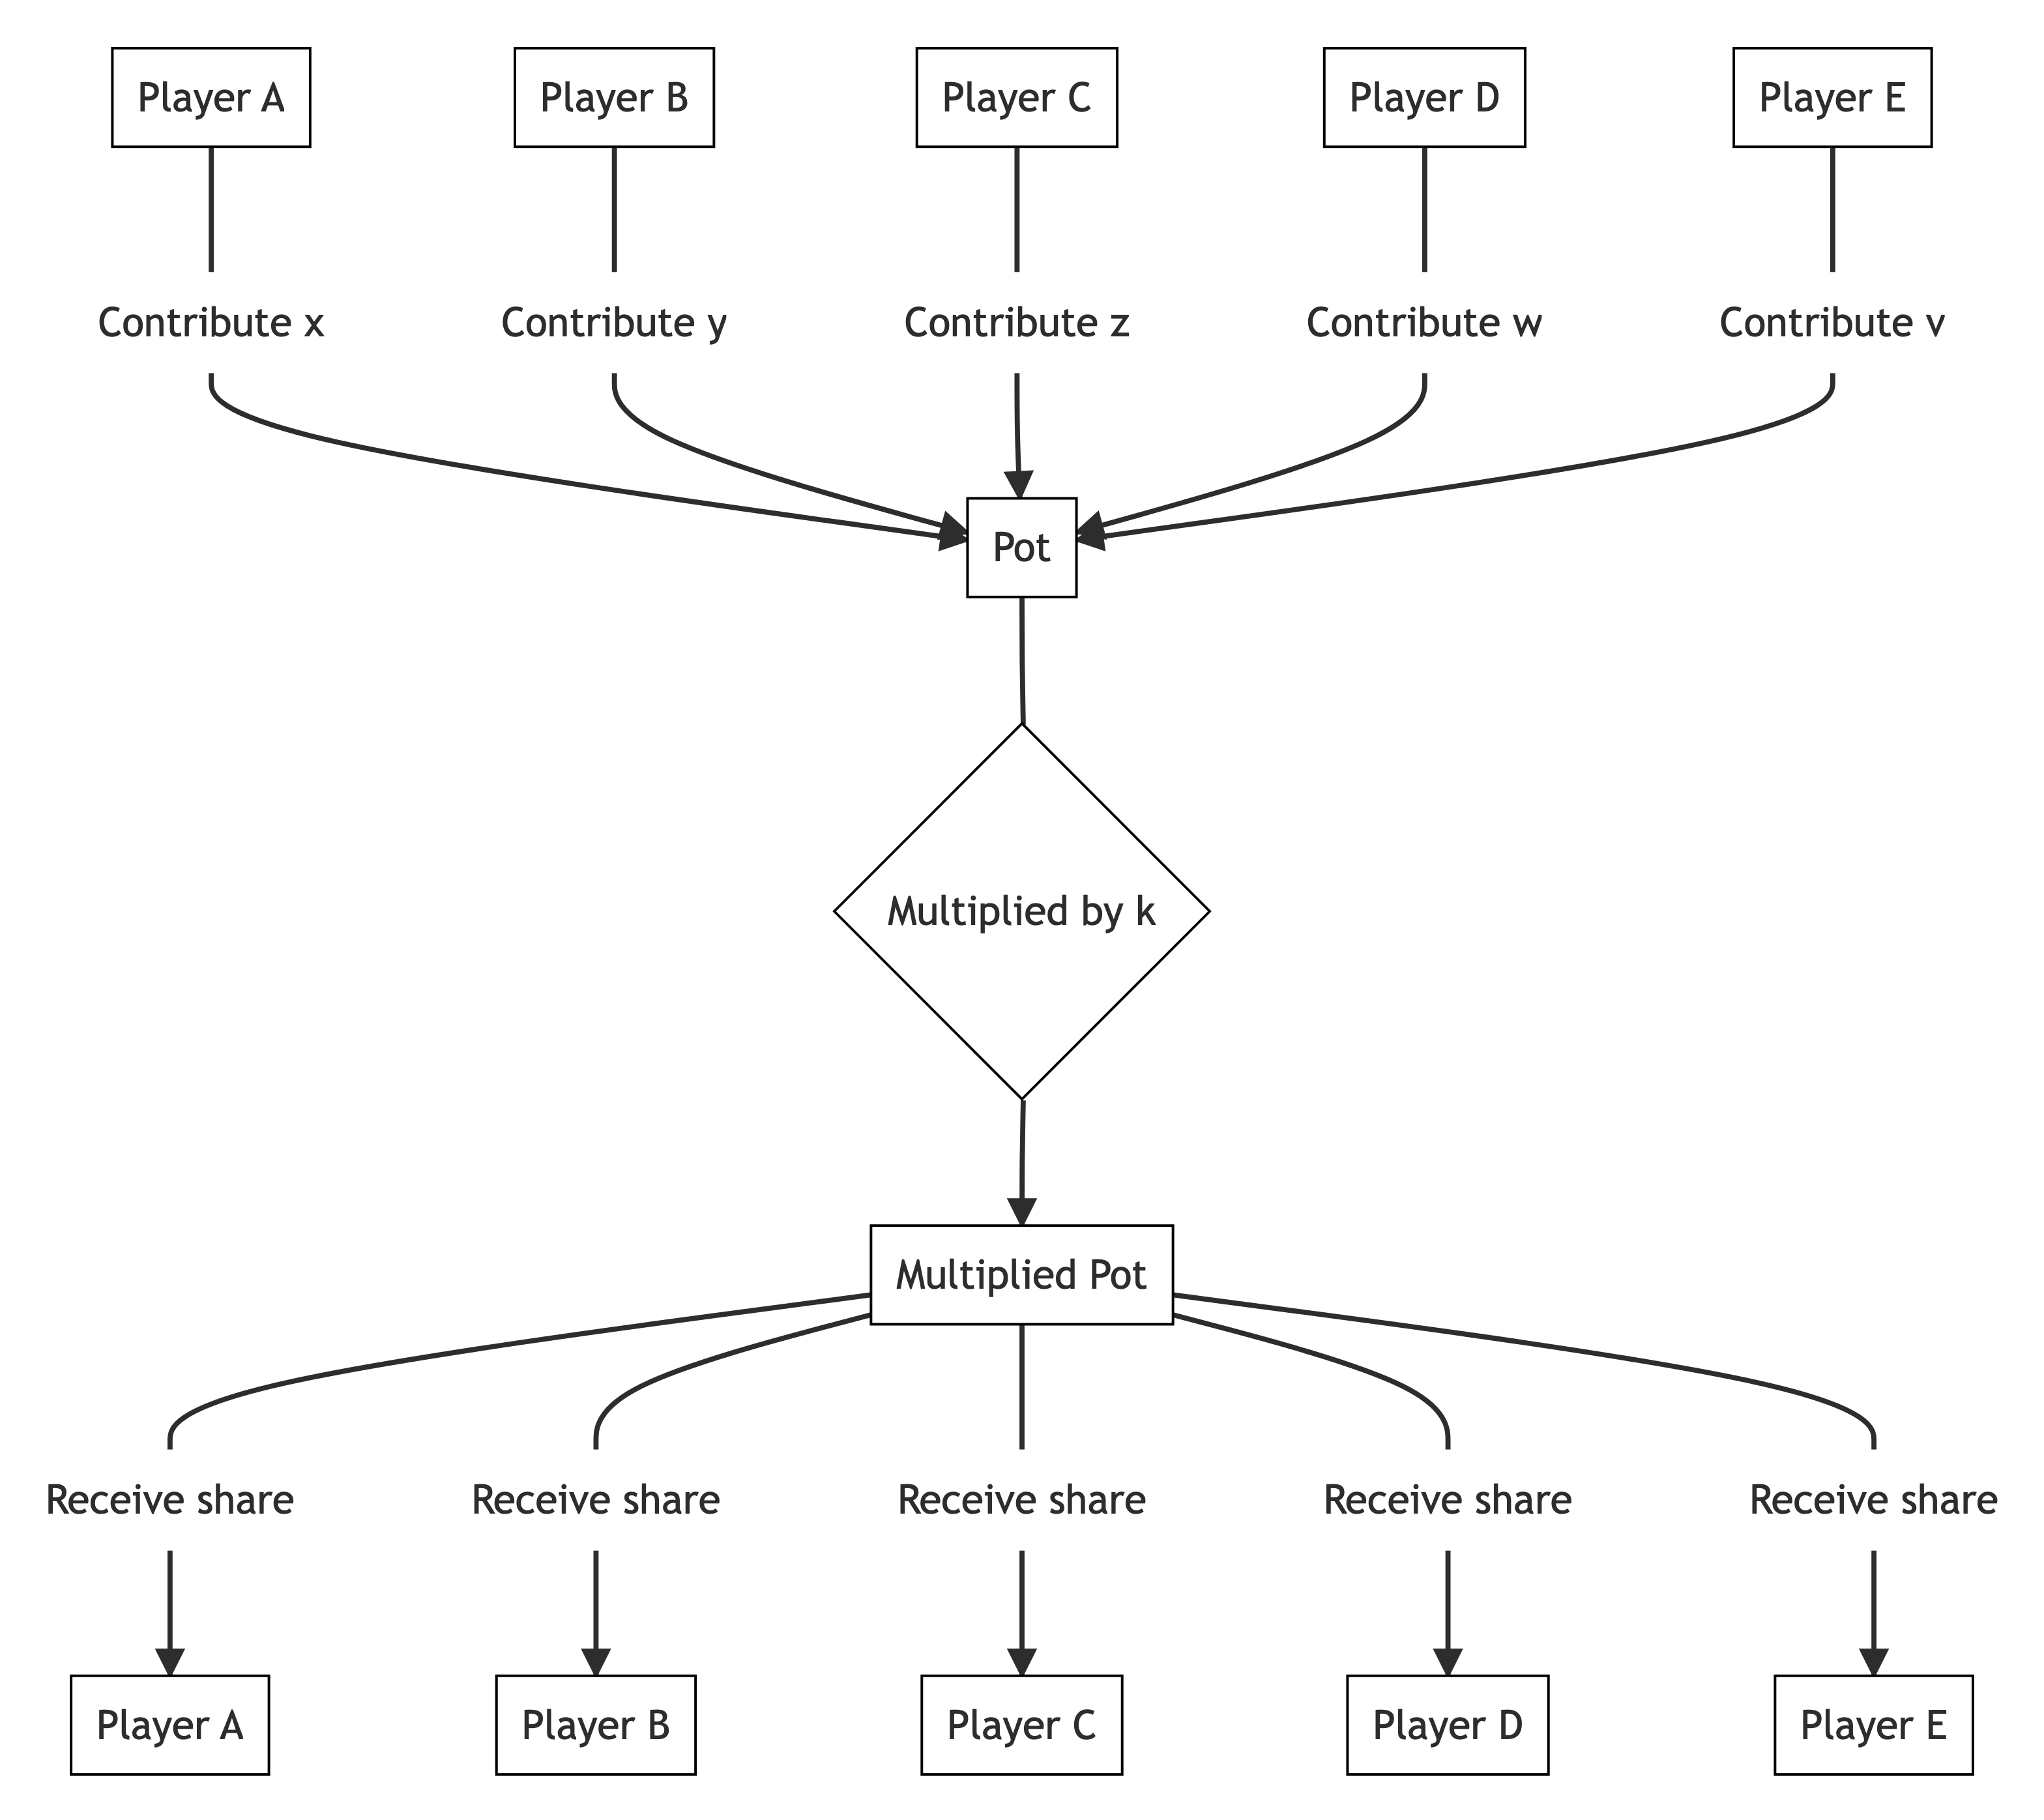 Player A
Player B
Player C
Player D
Player E
Contribute x
Contribute y
Contribute z
Contribute w
Contribute v
Pot
Multiplied by k
Multiplied Pot
Receive share
Receive share
Receive share
Receive share
Receive share
Player A
Player B
Player C
Player D
Player E